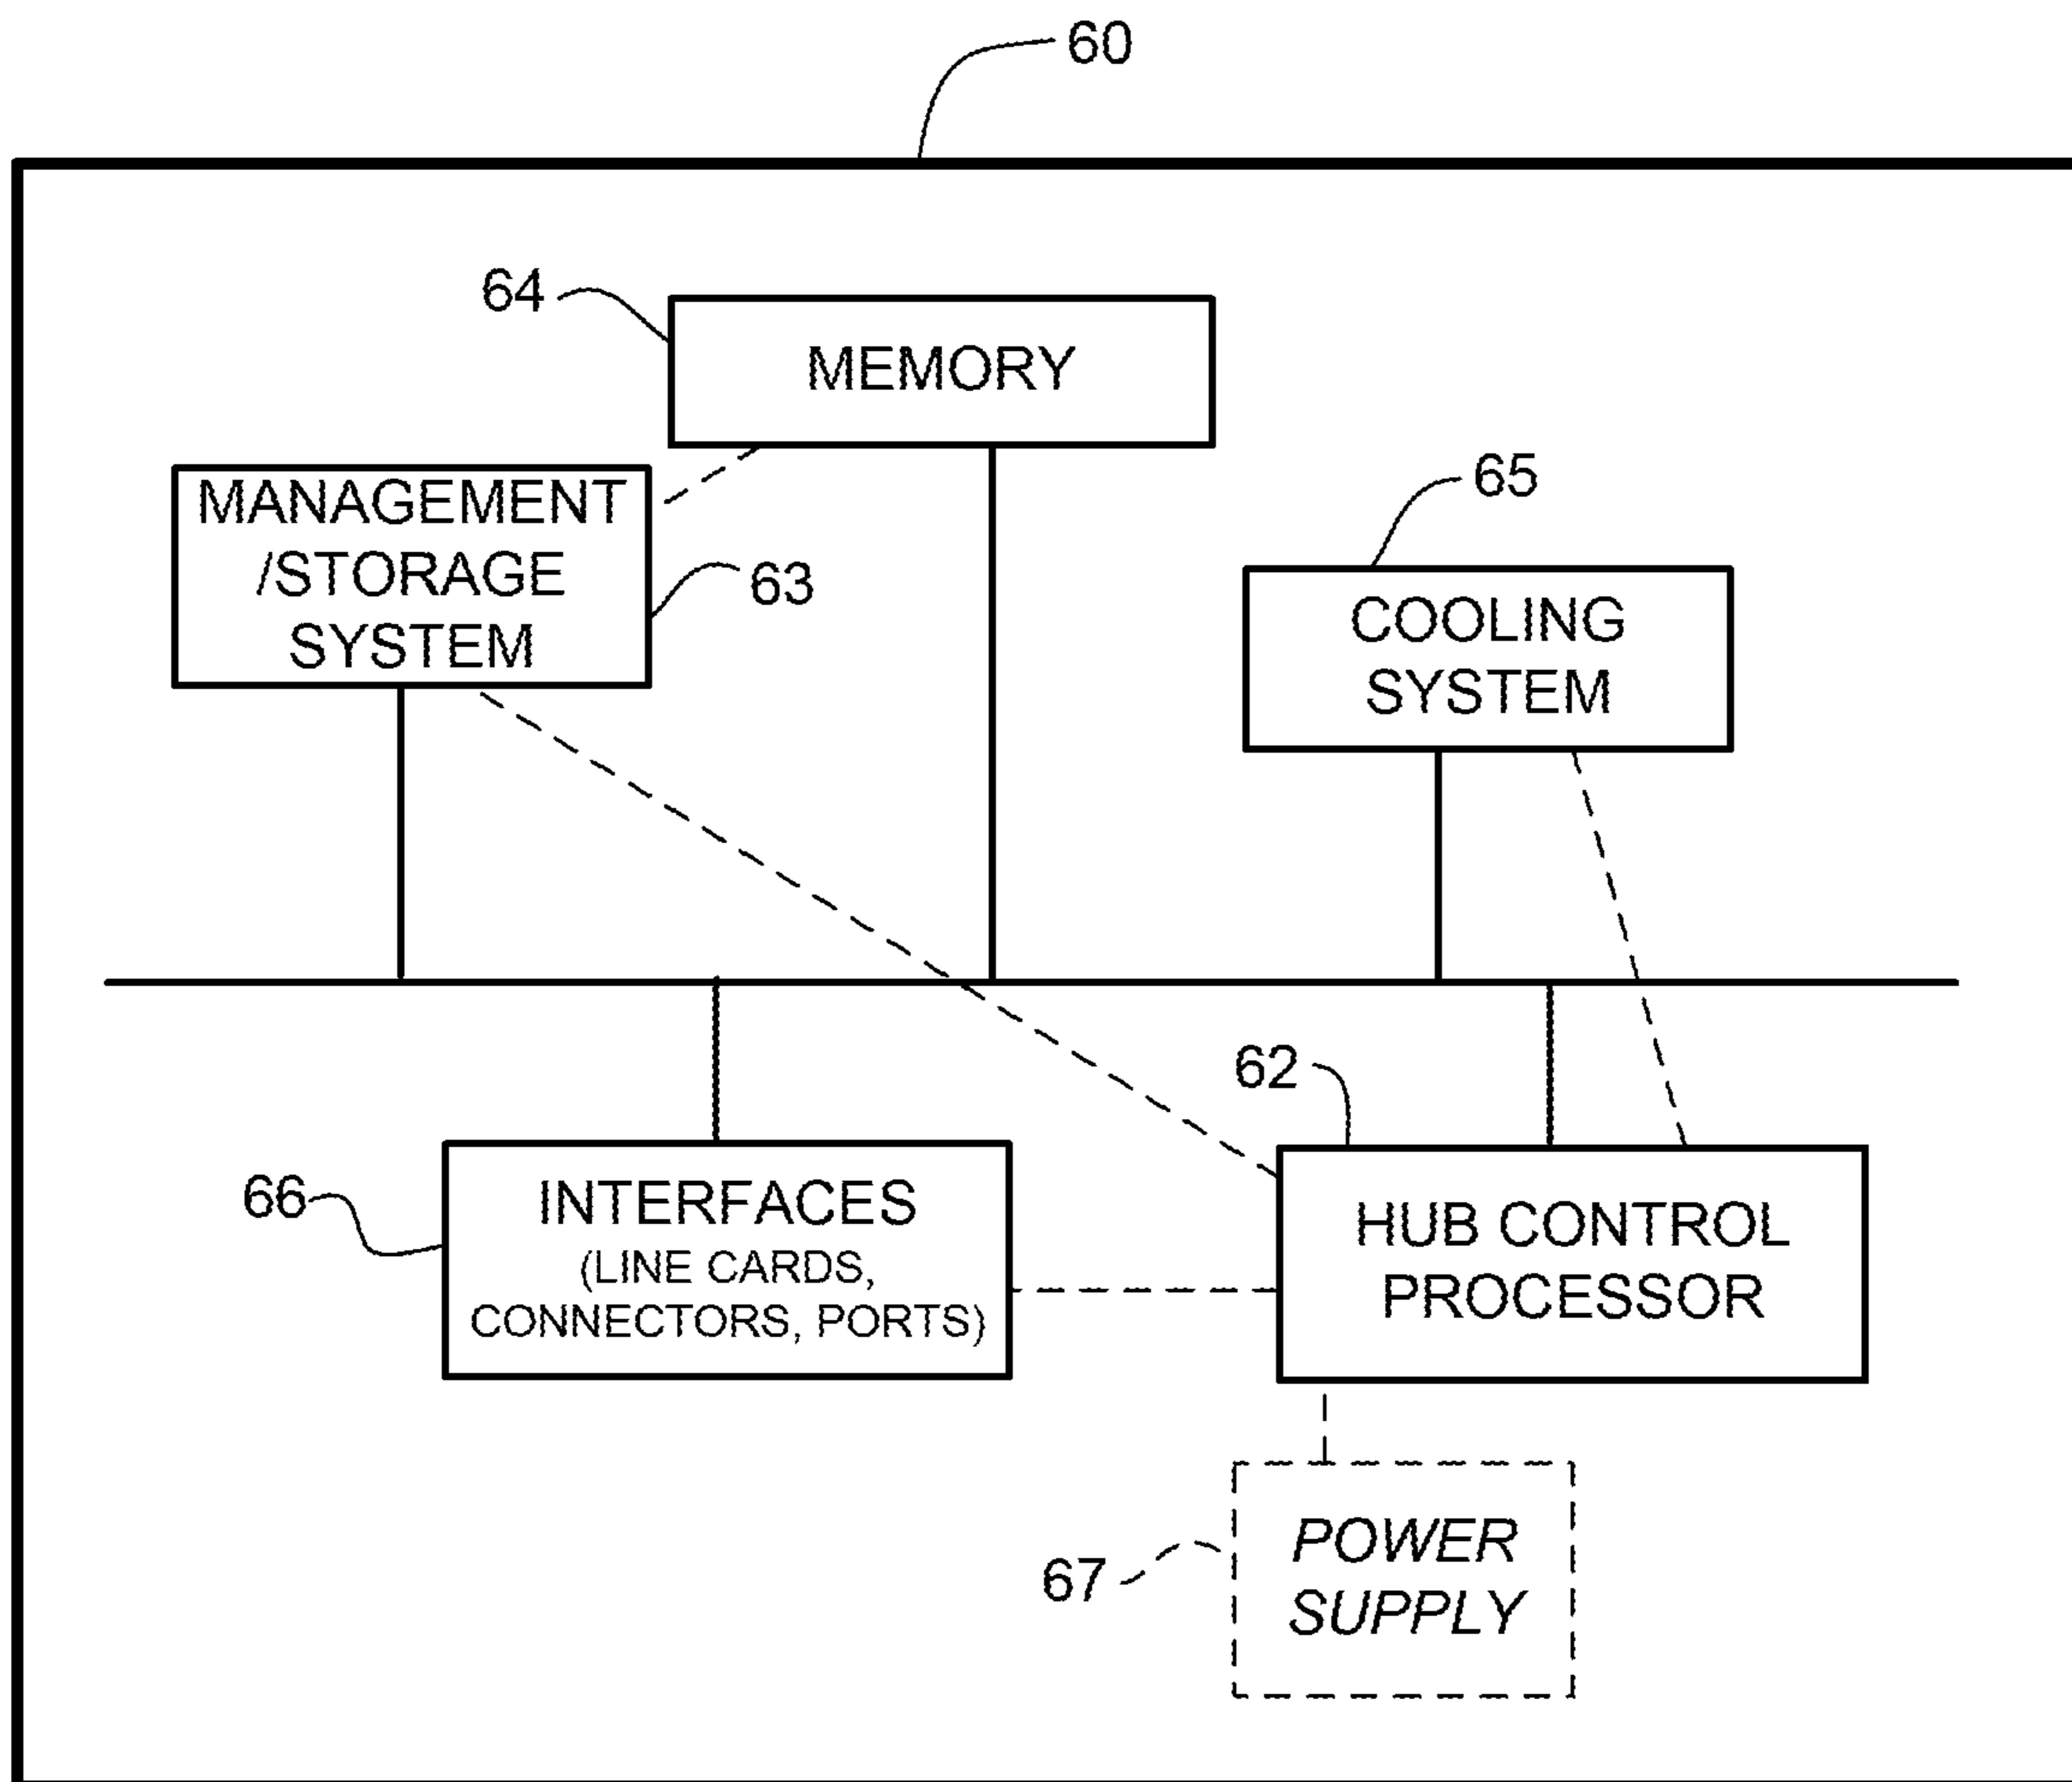 60
64
MEMORY
MANAGEMENT
/STORAGE
SYSTEM
63
65
COOLING
SYSTEM
62
66
INTERFACES
(LINE CARDS,
CONNECTORS, PORTS)
HUB CONTROL
PROCESSOR
67
POWER
SUPPLY